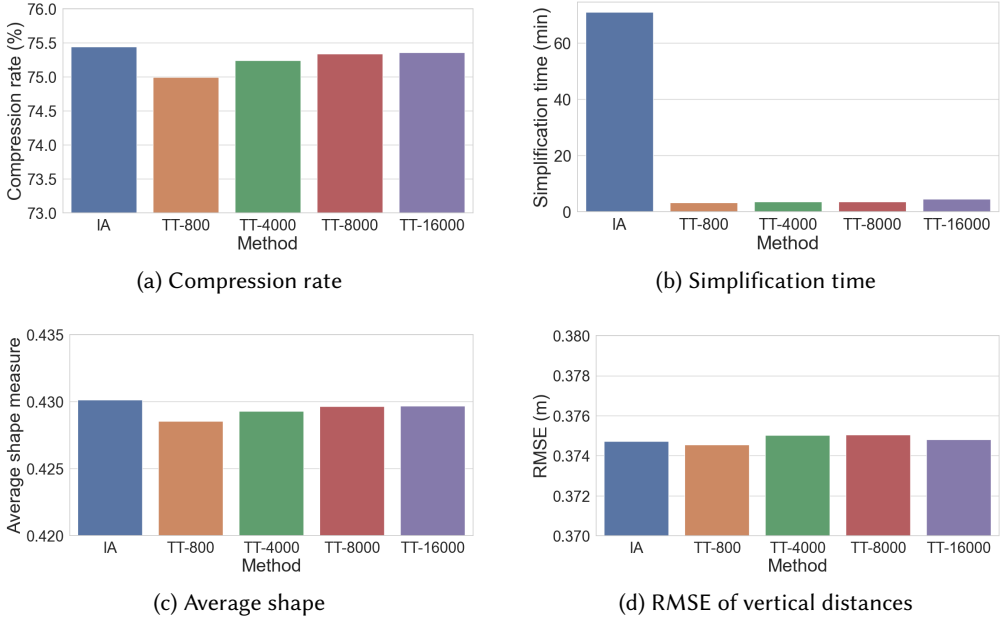 76.0
75.5
75.0
74.5
74.0
73.5
73.0
Compression rate (%)
IA TT-800 TT-4000 TT-8000 TT-16000
Method
(a) Compression rate
60
40
20
0
Simplification time (min)
IA TT-800 TT-4000 TT-8000 TT-16000
Method
(b) Simplification time
0.435
0.430
0.425
0.420
Average shape measure
IA TT-800 TT-4000 TT-8000 TT-16000
Method
(c) Average shape
0.380
0.378
0.376
0.374
0.372
0.370
RMSE (m)
IA TT-800 TT-4000 TT-8000 TT-16000
Method
(d) RMSE of vertical distances